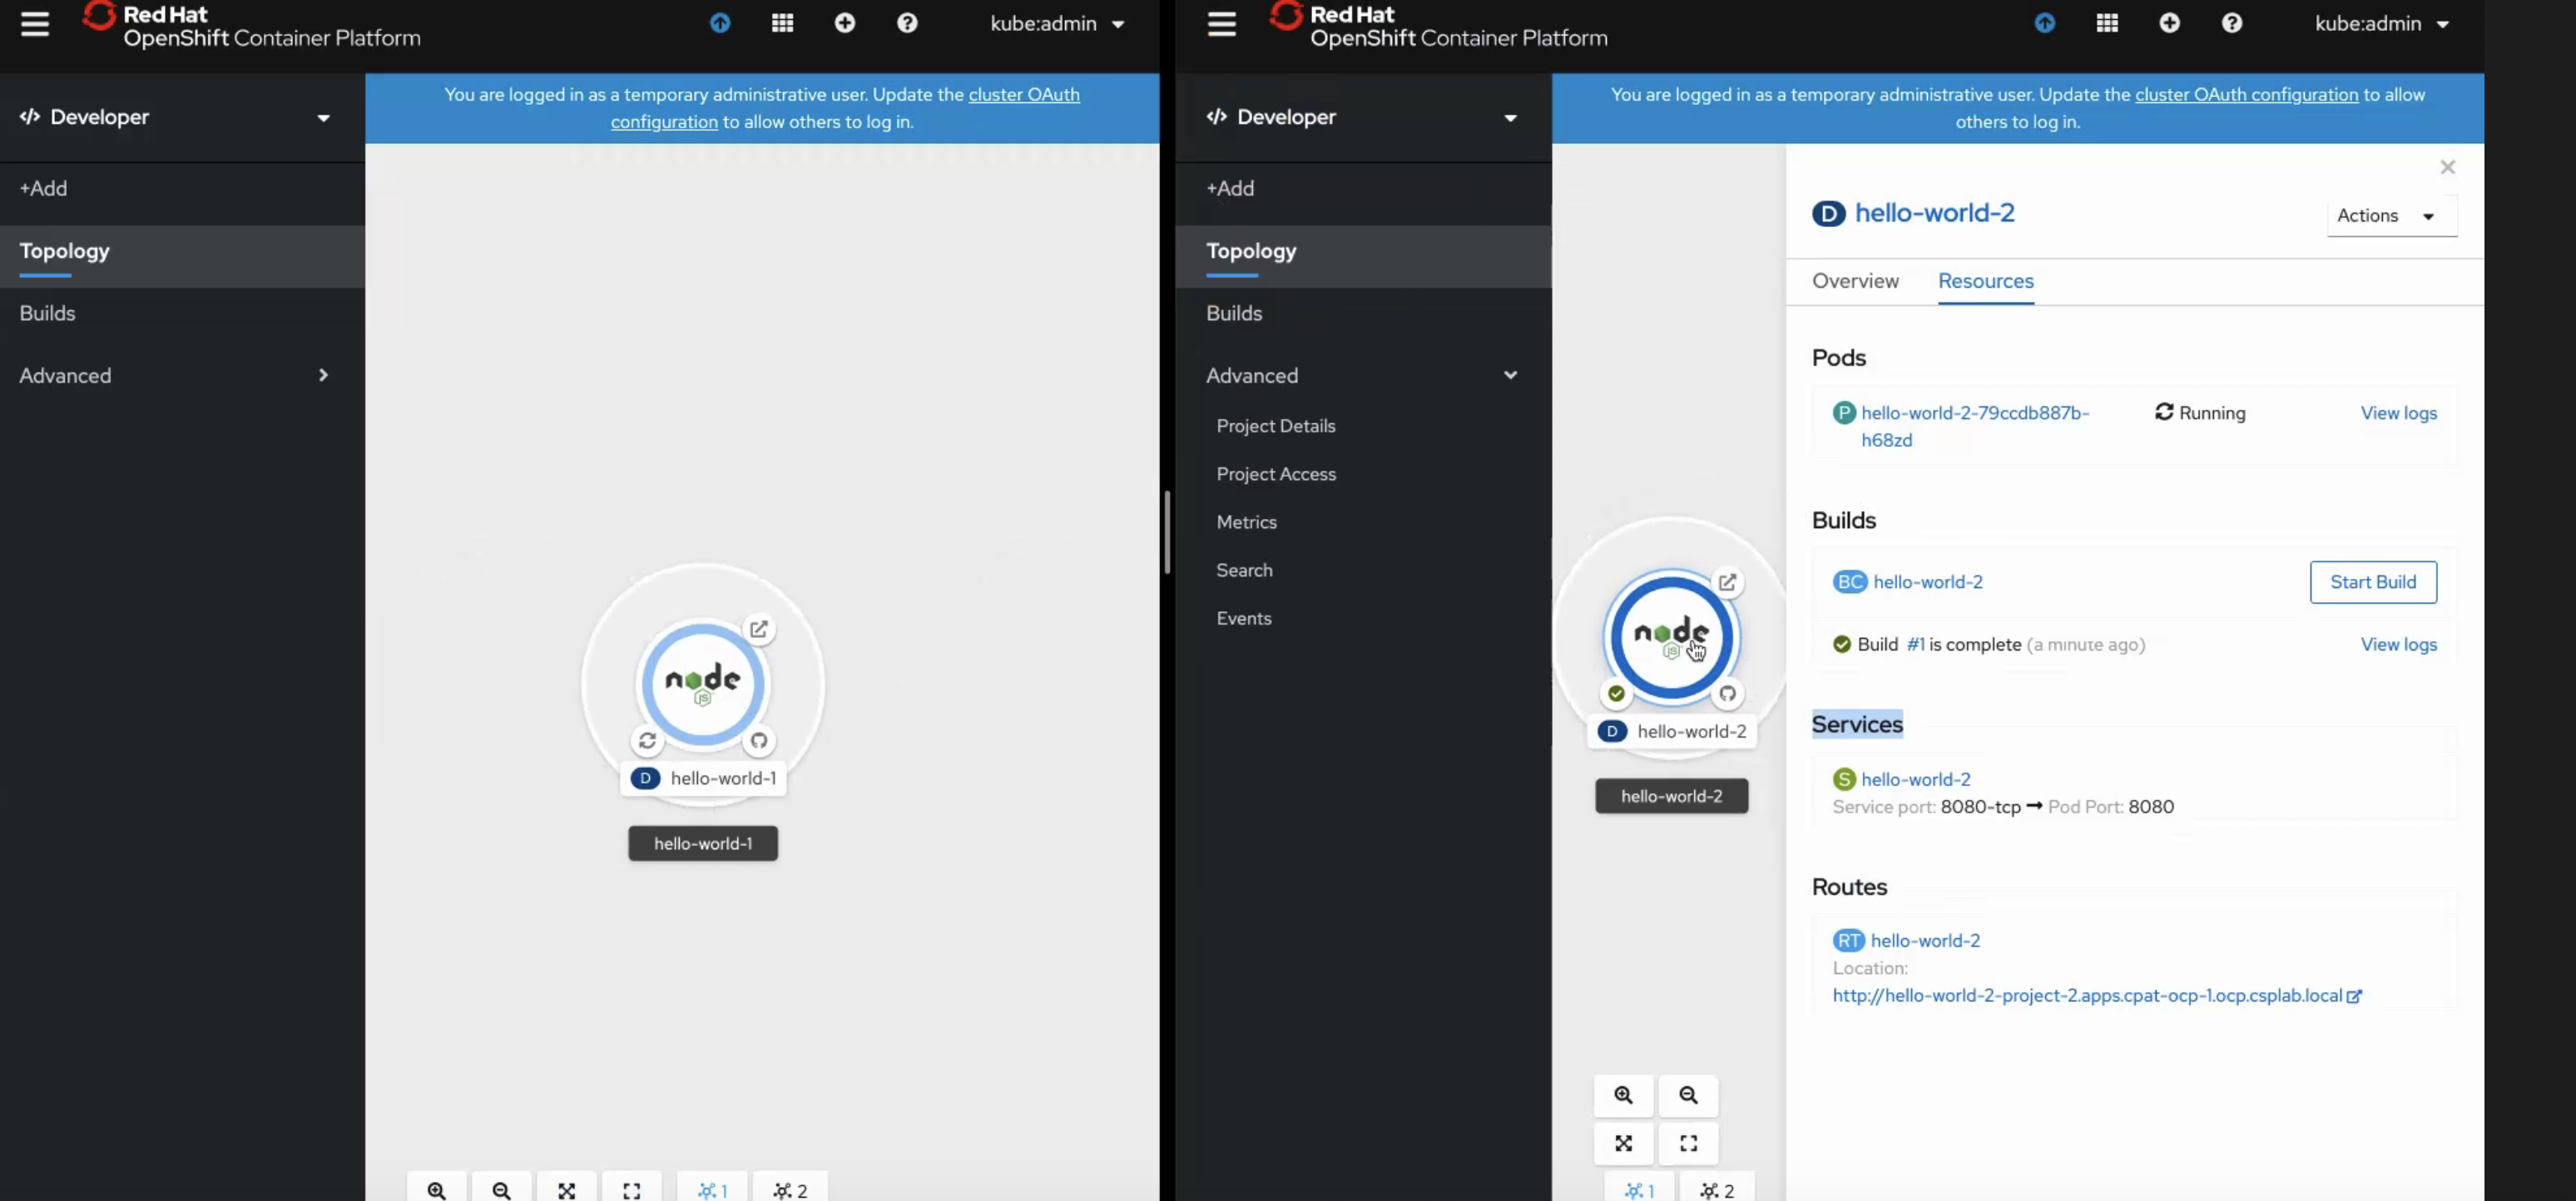 Red Hat
OpenShift Container Platform
kube:admin
Developer
You are logged in as a temporary administrative user. Update the cluster OAuth
configuration to allow others to log in.
+Add
Topology
Builds
Advanced
node
JS
D hello-world-1
hello-world-1
1
2
Red Hat
OpenShift Container Platform
kube:admin
Developer
You are logged in as a temporary administrative user. Update the cluster OAuth configuration to allow
others to log in.
+Add
Topology
Builds
Advanced
Project Details
Project Access
Metrics
Search
Events
node
JS
D hello-world-2
hello-world-2
1
2
D hello-world-2
Actions
Overview Resources
Pods
P hello-world-2-79ccdb887b- Running View logs
h68zd
Builds
BC hello-world-2 Start Build
Build #1 is complete (a minute ago) View logs
Services
S hello-world-2
Service port: 8080-tcp → Pod Port: 8080
Routes
RT hello-world-2
Location:
http://hello-world-2-project-2.apps.cpat-ocp-1.ocp.csplab.local